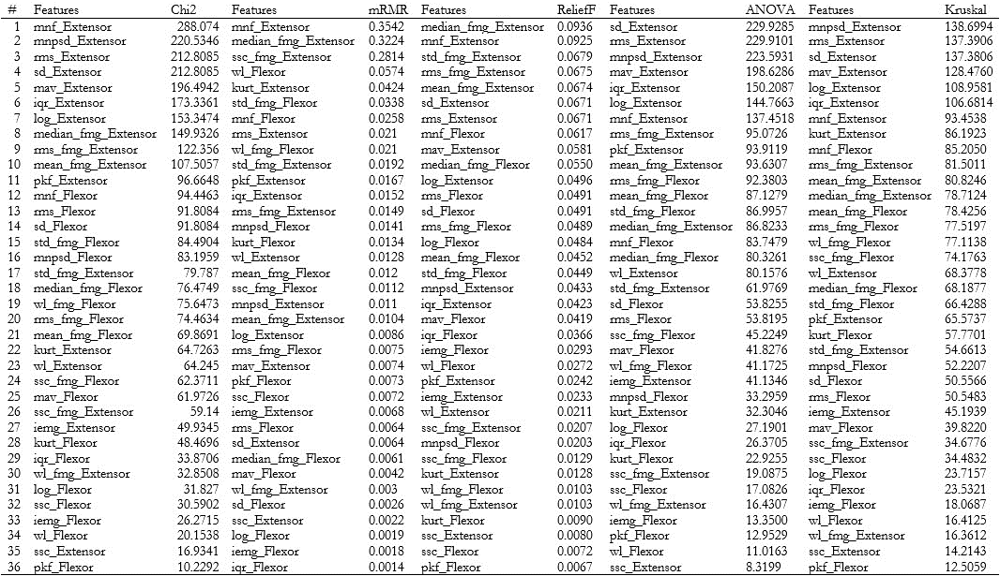 # Features Chi2 Features mRMR Features ReliefF Features ANOVA Features Kruskal
1 mnf_Extensor 288.074 mnf_Extensor 0.3542 median_fmg_Extensor 0.0936 sd_Extensor 229.9285 mnpsd_Extensor 138.6994
2 mnpsd_Extensor 220.5346 median_fmg_Extensor 0.3224 mnf_Extensor 0.0925 rms_Extensor 229.9101 rms_Extensor 137.3906
3 rms_Extensor 212.8085 ssc_fmg_Extensor 0.2814 std_fmg_Extensor 0.0679 mnpsd_Extensor 223.5931 sd_Extensor 137.3806
4 sd_Extensor 212.8085 wl_Flexor 0.0574 rms_fmg_Extensor 0.0675 mav_Extensor 198.6286 mav_Extensor 128.4760
5 mav_Extensor 196.4942 kurt_Extensor 0.0424 mean_fmg_Extensor 0.0674 iqr_Extensor 150.2087 log_Extensor 108.9581
6 iqr_Extensor 173.3361 std_fmg_Flexor 0.0338 sd_Extensor 0.0671 log_Extensor 144.7663 iqr_Extensor 106.6814
7 log_Extensor 153.3474 mnf_Flexor 0.0258 rms_Extensor 0.0671 mnf_Extensor 137.4518 mnf_Extensor 93.4538
8 median_fmg_Extensor 149.9326 rms_Extensor 0.021 mnf_Flexor 0.0617 rms_fmg_Extensor 95.0726 kurt_Extensor 86.1923
9 rms_fmg_Extensor 122.356 wl_fmg_Flexor 0.021 mav_Extensor 0.0581 pkf_Extensor 93.9119 mnf_Flexor 85.2050
10 mean_fmg_Extensor 107.5057 std_fmg_Extensor 0.0192 median_fmg_Flexor 0.0550 mean_fmg_Extensor 93.6307 rms_fmg_Extensor 81.5011
11 pkf_Extensor 96.6648 pkf_Extensor 0.0167 log_Extensor 0.0496 rms_fmg_Flexor 92.3803 mean_fmg_Extensor 80.8246
12 mnf_Flexor 94.4463 iqr_Extensor 0.0152 rms_Flexor 0.0491 mean_fmg_Flexor 87.1279 median_fmg_Extensor 78.7124
13 rms_Flexor 91.8084 rms_fmg_Extensor 0.0149 sd_Flexor 0.0491 std_fmg_Flexor 86.9957 mean_fmg_Flexor 78.4256
14 sd_Flexor 91.8084 mnpsd_Flexor 0.0141 rms_fmg_Flexor 0.0489 median_fmg_Extensor 86.8233 rms_fmg_Flexor 77.5197
15 std_fmg_Flexor 84.4904 kurt_Flexor 0.0134 log_Flexor 0.0484 mnf_Flexor 83.7479 wl_fmg_Flexor 77.1138
16 mnpsd_Flexor 83.1959 wl_Extensor 0.0128 mean_fmg_Flexor 0.0452 median_fmg_Flexor 80.3261 ssc_fmg_Flexor 74.1763
17 std_fmg_Extensor 79.787 mean_fmg_Flexor 0.012 std_fmg_Flexor 0.0449 wl_Extensor 80.1576 wl_Extensor 68.3778
18 median_fmg_Flexor 76.4749 ssc_fmg_Flexor 0.0112 mnpsd_Extensor 0.0433 std_fmg_Extensor 61.9769 median_fmg_Flexor 68.1877
19 wl_fmg_Flexor 75.6473 mnpsd_Extensor 0.011 iqr_Extensor 0.0423 sd_Flexor 53.8255 std_fmg_Flexor 66.4288
20 rms_fmg_Flexor 74.4634 mean_fmg_Extensor 0.0104 mav_Flexor 0.0419 rms_Flexor 53.8195 pkf_Extensor 65.5737
21 mean_fmg_Flexor 69.8691 log_Extensor 0.0086 iqr_Flexor 0.0366 ssc_fmg_Flexor 45.2249 kurt_Flexor 57.7701
22 kurt_Extensor 64.7263 rms_fmg_Flexor 0.0075 iemg_Flexor 0.0293 mav_Flexor 41.8276 std_fmg_Extensor 54.6613
23 wl_Extensor 64.245 mav_Extensor 0.0074 wl_Flexor 0.0272 wl_fmg_Flexor 41.1725 mnpsd_Flexor 52.2207
24 ssc_fmg_Flexor 62.3711 pkf_Flexor 0.0073 pkf_Extensor 0.0242 iemg_Extensor 41.1346 sd_Flexor 50.5566
25 mav_Flexor 61.9726 ssc_Flexor 0.0072 iemg_Extensor 0.0233 mnpsd_Flexor 33.2959 rms_Flexor 50.5483
26 ssc_fmg_Extensor 59.14 iemg_Extensor 0.0068 wl_Extensor 0.0211 kurt_Extensor 32.3046 iemg_Extensor 45.1939
27 iemg_Extensor 49.9345 rms_Flexor 0.0064 ssc_fmg_Extensor 0.0207 log_Flexor 27.1901 mav_Flexor 39.8220
28 kurt_Flexor 48.4696 sd_Extensor 0.0064 mnpsd_Flexor 0.0203 iqr_Flexor 26.3705 ssc_fmg_Extensor 34.6776
29 iqr_Flexor 33.8706 median_fmg_Flexor 0.0061 ssc_fmg_Flexor 0.0129 kurt_Flexor 22.9255 ssc_Flexor 34.4832
30 wl_fmg_Extensor 32.8508 mav_Flexor 0.0042 kurt_Extensor 0.0128 ssc_fmg_Extensor 19.0875 log_Flexor 23.7157
31 log_Flexor 31.827 wl_fmg_Extensor 0.003 wl_fmg_Flexor 0.0103 ssc_Flexor 17.0826 iqr_Flexor 23.5321
32 ssc_Flexor 30.5902 sd_Flexor 0.0026 wl_fmg_Extensor 0.0103 wl_fmg_Extensor 16.4307 iemg_Flexor 18.0687
33 iemg_Flexor 26.2715 ssc_Extensor 0.0022 kurt_Flexor 0.0090 iemg_Flexor 13.3500 wl_Flexor 16.4125
34 wl_Flexor 20.1538 log_Flexor 0.0019 ssc_Extensor 0.0080 pkf_Flexor 12.9529 wl_fmg_Extensor 16.3612
35 ssc_Extensor 16.9341 iemg_Flexor 0.0018 ssc_Flexor 0.0072 wl_Flexor 11.0163 ssc_Extensor 14.2143
36 pkf_Flexor 10.2292 iqr_Flexor 0.0014 pkf_Flexor 0.0067 ssc_Extensor 8.3199 pkf_Flexor 12.5059